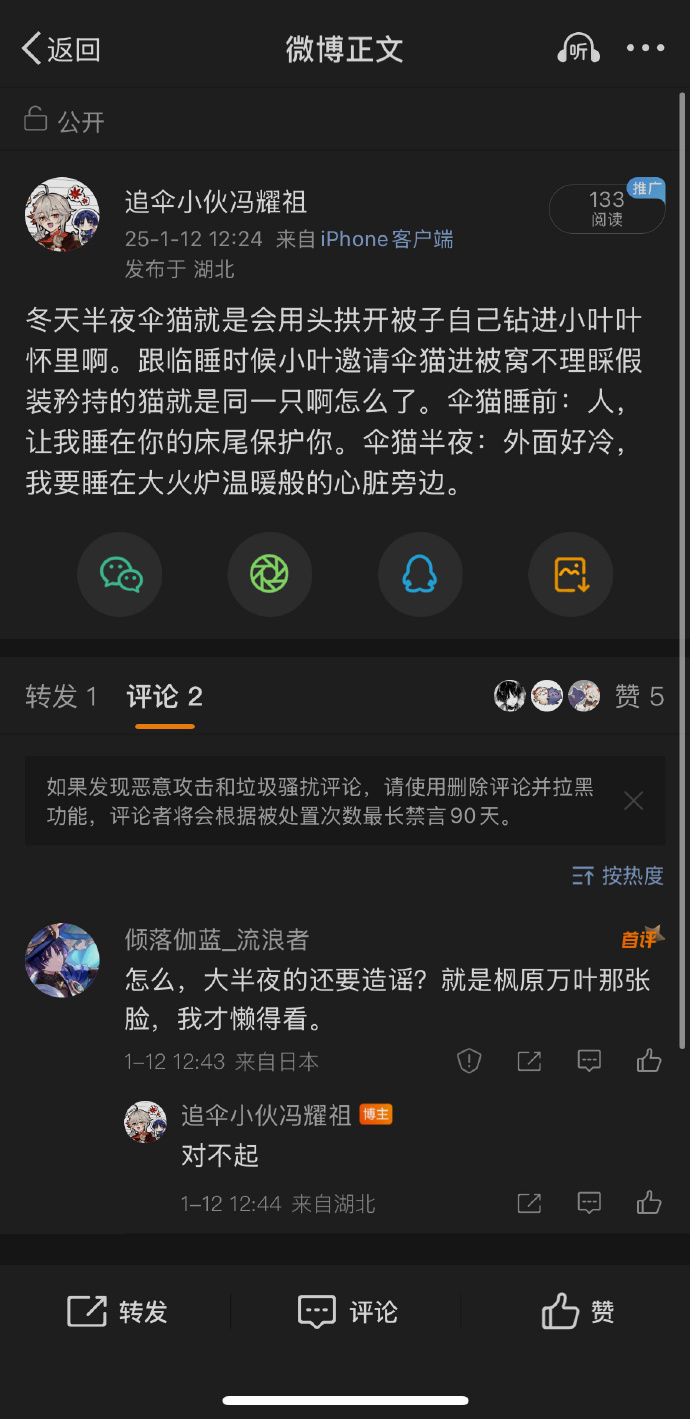 返回
微博正文
听
公开
追伞小伙冯耀祖
133
推广
阅读
25-1-12 12:24 来自 iPhone客户端
发布于 湖北
冬天半夜伞猫就是会用头拱开被子自己钻进小叶叶
怀里啊。跟临睡时候小叶邀请伞猫进被窝不理睬假
装矜持的猫就是同一只啊怎么了。伞猫睡前：人，
让我睡在你的床尾保护你。伞猫半夜：外面好冷，
我要睡在大火炉温暖般的心脏旁边。
转发 1
评论 2
赞 5
如果发现恶意攻击和垃圾骚扰评论，请使用删除评论并拉黑
功能，评论者将会根据被处置次数最长禁言90天。
按热度
倾落伽蓝_流浪者
首评
怎么，大半夜的还要造谣？就是枫原万叶那张
脸，我才懒得看。
1-12 12:43 来自日本
追伞小伙冯耀祖 博主
对不起
1-12 12:44 来自湖北
转发
评论
赞